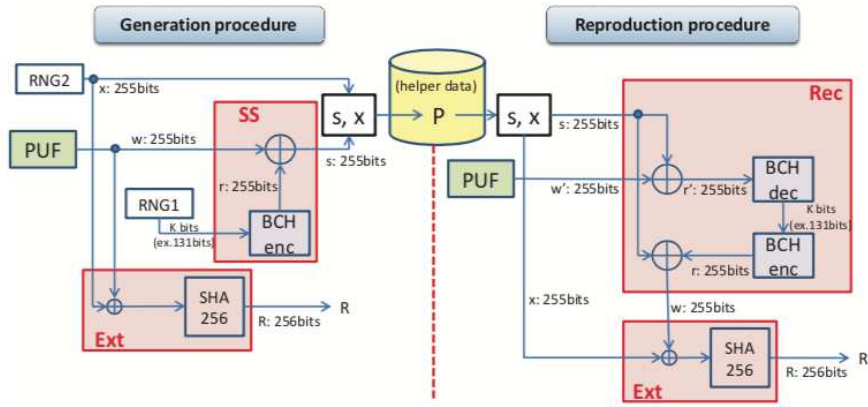 Generation procedure
RNG2
x: 255bits
SS
s, x
PUF
w: 255bits
s: 255bits
r: 255bits
RNG1
K bits
(ex.131bits)
BCH
enc
SHA
256
R
R: 256bits
Ext
(helper data)
P
Reproduction procedure
Rec
s, x
s: 255bits
PUF
w': 255bits
r': 255bits
BCH
dec
K bits
(ex.131bits)
BCH
enc
r: 255bits
x: 255bits
w: 255bits
SHA
256
R
R: 256bits
Ext